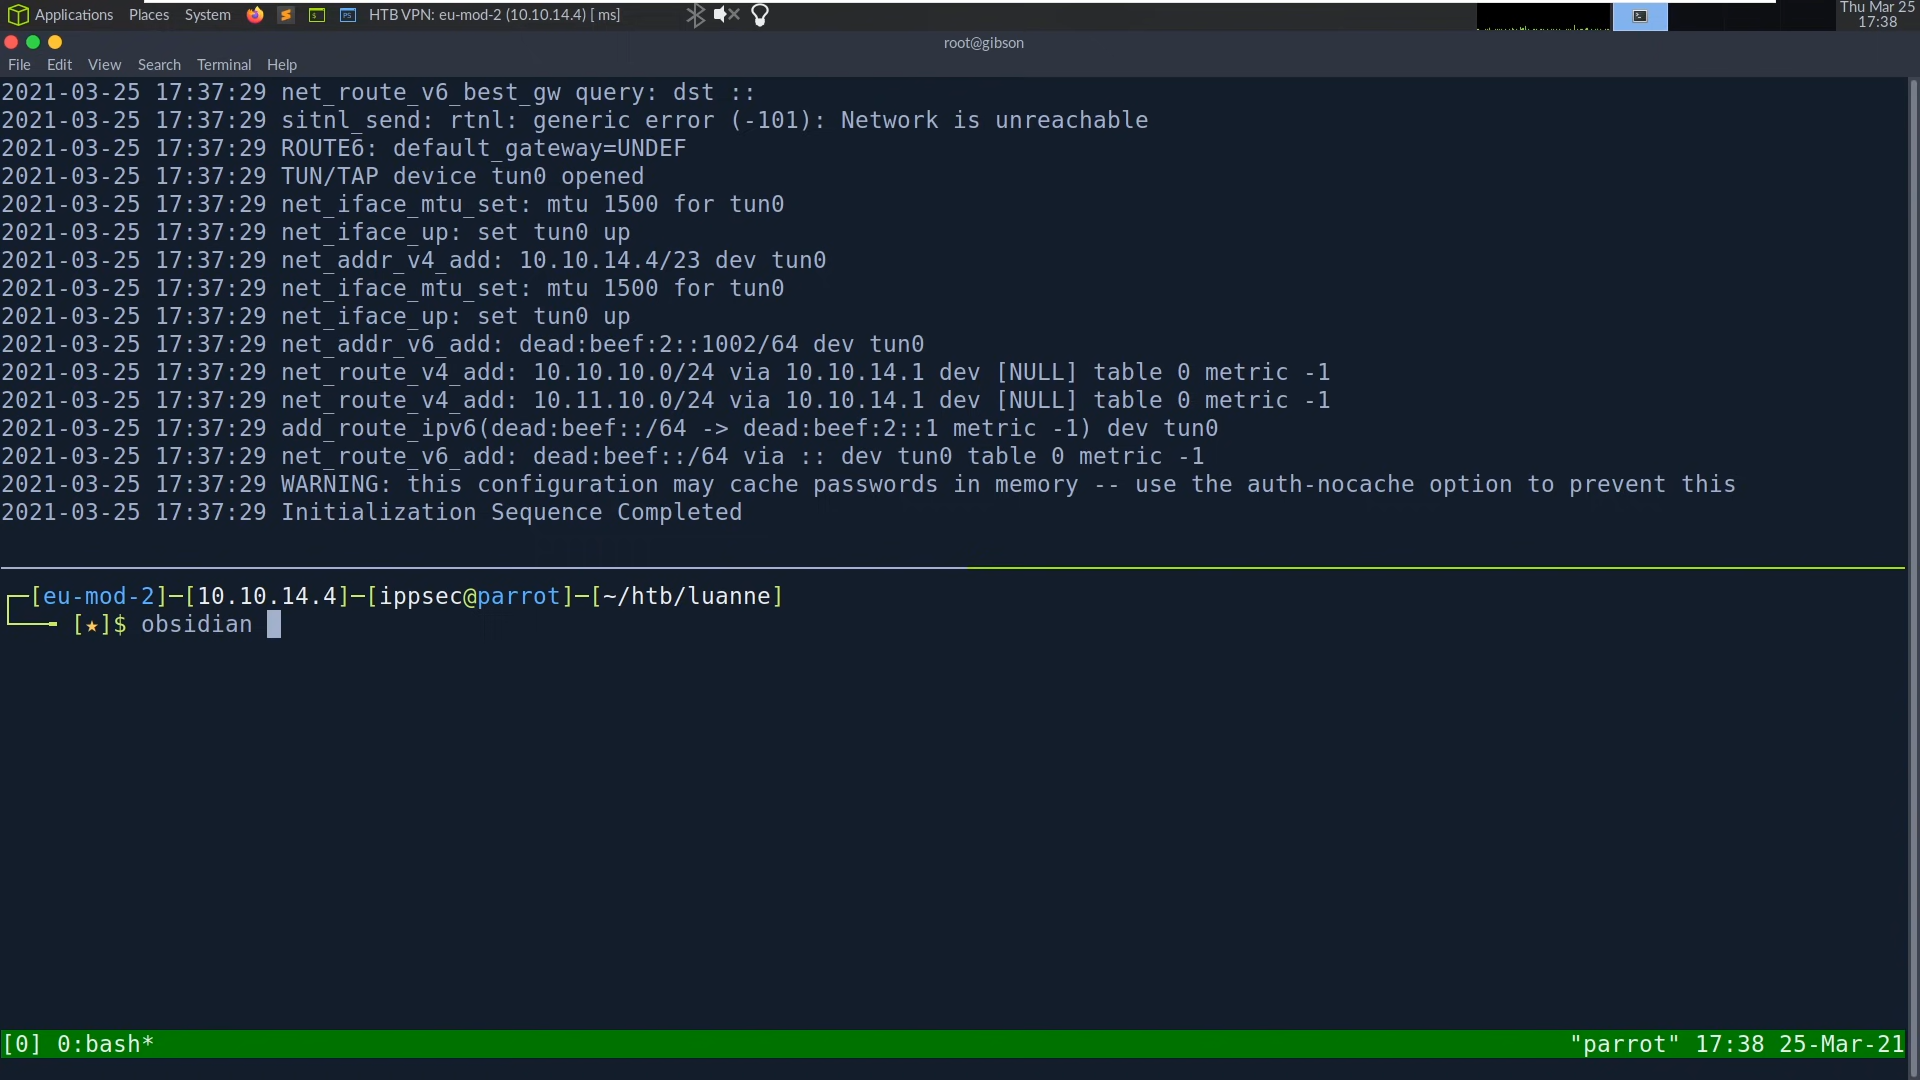 Applications Places System HTB VPN: eu-mod-2 (10.10.14.4) [ ms] Thu Mar 25
17:38
root@gibson
File Edit View Search Terminal Help
2021-03-25 17:37:29 net_route_v6_best_gw query: dst ::
2021-03-25 17:37:29 sitnl_send: rtnl: generic error (-101): Network is unreachable
2021-03-25 17:37:29 ROUTE6: default_gateway=UNDEF
2021-03-25 17:37:29 TUN/TAP device tun0 opened
2021-03-25 17:37:29 net_iface_mtu_set: mtu 1500 for tun0
2021-03-25 17:37:29 net_iface_up: set tun0 up
2021-03-25 17:37:29 net_addr_v4_add: 10.10.14.4/23 dev tun0
2021-03-25 17:37:29 net_iface_mtu_set: mtu 1500 for tun0
2021-03-25 17:37:29 net_iface_up: set tun0 up
2021-03-25 17:37:29 net_addr_v6_add: dead:beef:2::1002/64 dev tun0
2021-03-25 17:37:29 net_route_v4_add: 10.10.10.0/24 via 10.10.14.1 dev [NULL] table 0 metric -1
2021-03-25 17:37:29 net_route_v4_add: 10.11.10.0/24 via 10.10.14.1 dev [NULL] table 0 metric -1
2021-03-25 17:37:29 add_route_ipv6(dead:beef::/64 -> dead:beef:2::1 metric -1) dev tun0
2021-03-25 17:37:29 net_route_v6_add: dead:beef::/64 via :: dev tun0 table 0 metric -1
2021-03-25 17:37:29 WARNING: this configuration may cache passwords in memory -- use the auth-nocache option to prevent this
2021-03-25 17:37:29 Initialization Sequence Completed
┌─[eu-mod-2]─[10.10.14.4]─[ippsec@parrot]─[~/htb/luanne]
└──╼ [★]$ obsidian
[0] 0:bash* "parrot" 17:38 25-Mar-21